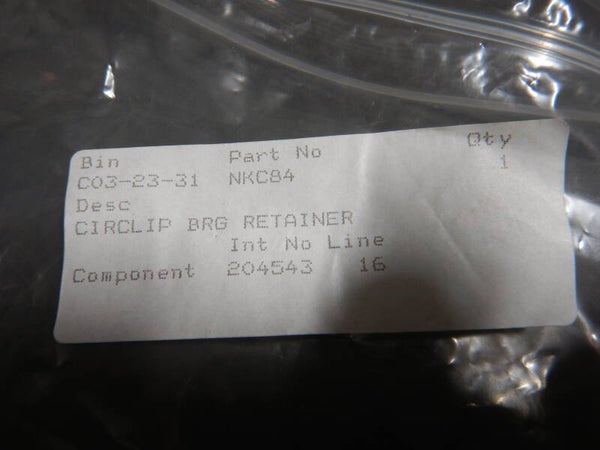 Bin Part No Qty
C03-23-31 NKC84 1
Desc
CIRCLIP BRG RETAINER
Int No Line
Component 204543 16